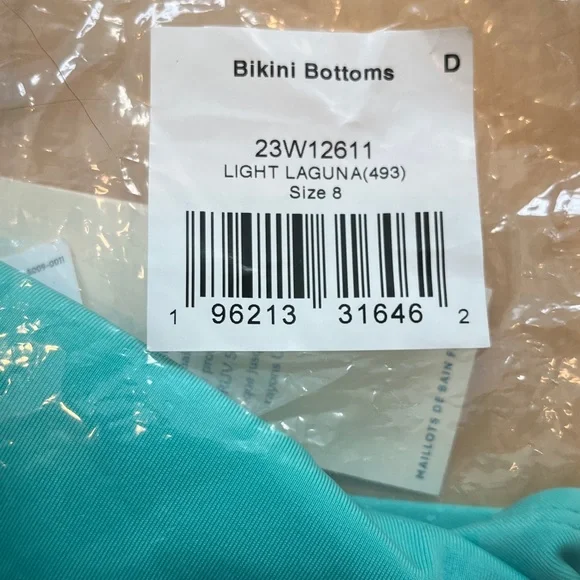 Bikini Bottoms D
23W12611
LIGHT LAGUNA(493)
Size 8
1 96213 31646 2
MAILLOTS DE BAIN